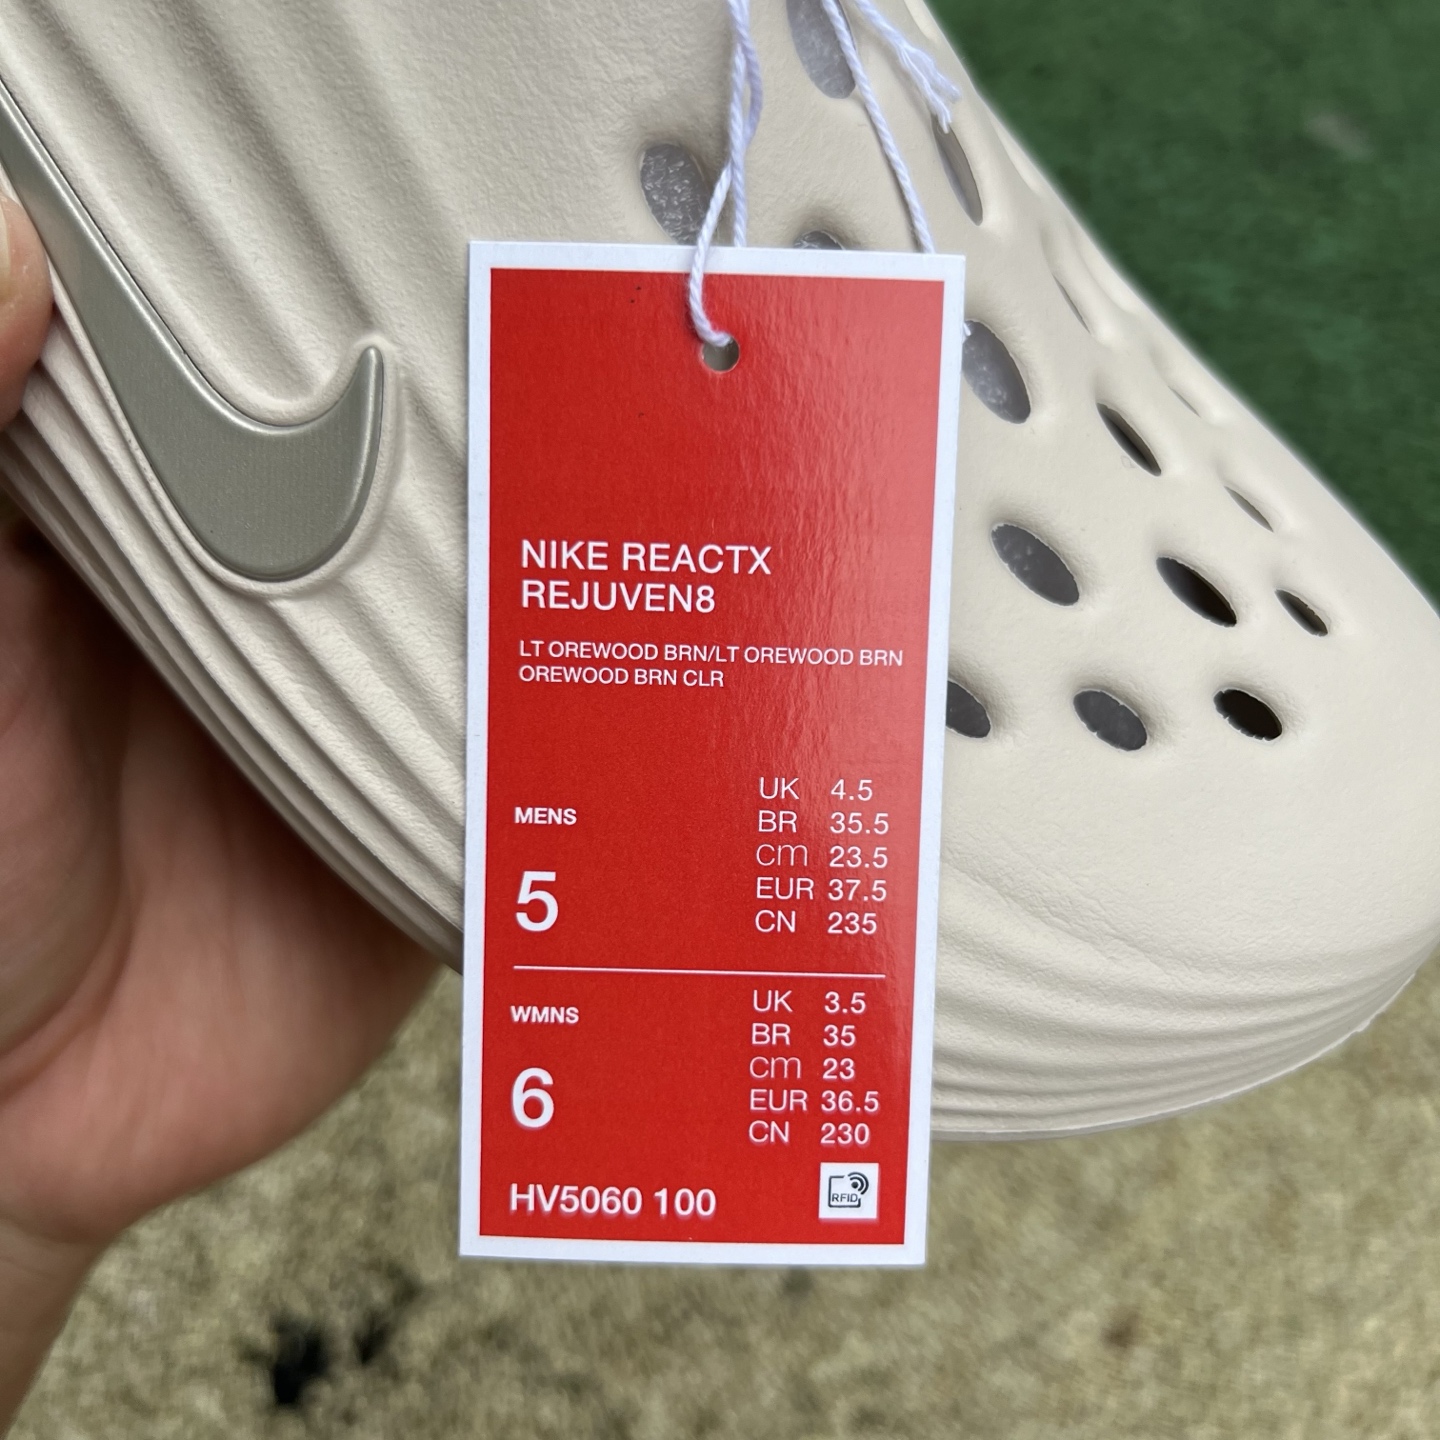 NIKE REACTX
REJUVEN8
LT OREWOOD BRN/LT OREWOOD BRN
OREWOOD BRN CLR
MENS
5
UK 4.5
BR 35.5
cm 23.5
EUR 37.5
CN 235
WMNS
6
UK 3.5
BR 35
cm 23
EUR 36.5
CN 230
HV5060 100
RFID